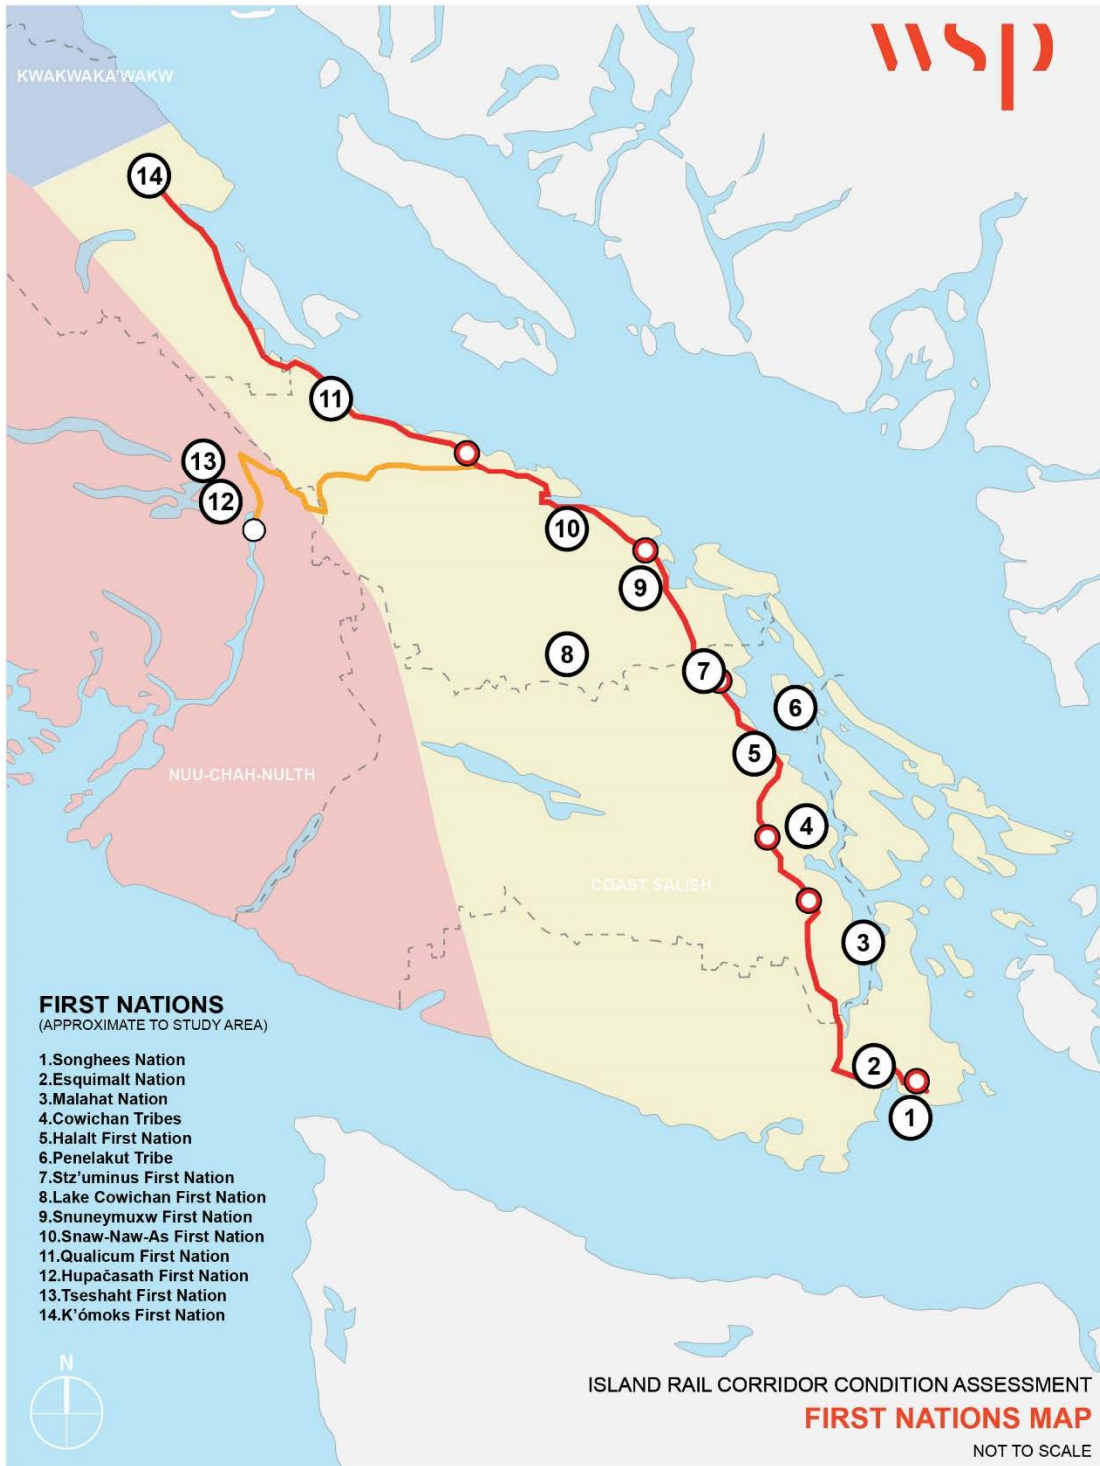 wsp
KWAKWAKA'WAKW
14
11
13
12
10
9
8
7
6
5
NUU-CHAH-NULTH
4
COAST SALISH
3
2
1
FIRST NATIONS
(APPROXIMATE TO STUDY AREA)
1.Songhees Nation
2.Esquimalt Nation
3.Malahat Nation
4.Cowichan Tribes
5.Halalt First Nation
6.Penelakut Tribe
7.Stz'uminus First Nation
8.Lake Cowichan First Nation
9.Snuneymuxw First Nation
10.Snaw-Naw-As First Nation
11.Qualicum First Nation
12.Hupačasath First Nation
13.Tseshaht First Nation
14.K'ómoks First Nation
N
ISLAND RAIL CORRIDOR CONDITION ASSESSMENT
FIRST NATIONS MAP
NOT TO SCALE